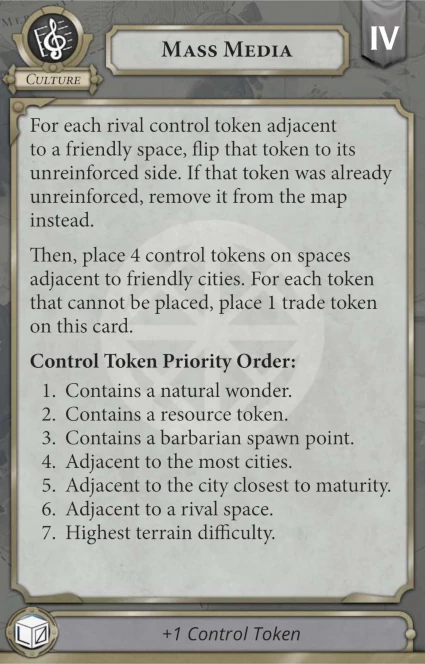 MASS MEDIA
IV
CULTURE
For each rival control token adjacent
to a friendly space, flip that token to its
unreinforced side. If that token was already
unreinforced, remove it from the map
instead.
Then, place 4 control tokens on spaces
adjacent to friendly cities. For each token
that cannot be placed, place 1 trade token
on this card.
Control Token Priority Order:
1. Contains a natural wonder.
2. Contains a resource token.
3. Contains a barbarian spawn point.
4. Adjacent to the most cities.
5. Adjacent to the city closest to maturity.
6. Adjacent to a rival space.
7. Highest terrain difficulty.
+1 Control Token